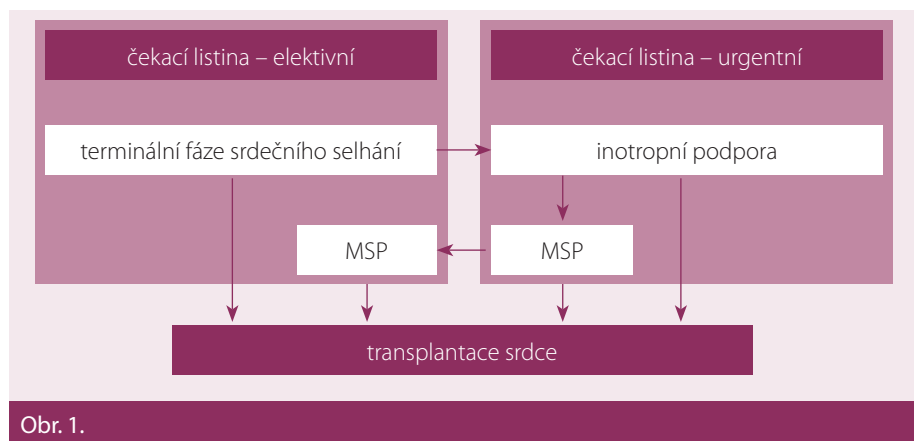 čekací listina – elektivní
čekací listina – urgentní
terminální fáze srdečního selhání
inotropní podpora
MSP
MSP
transplantace srdce
Obr. 1.